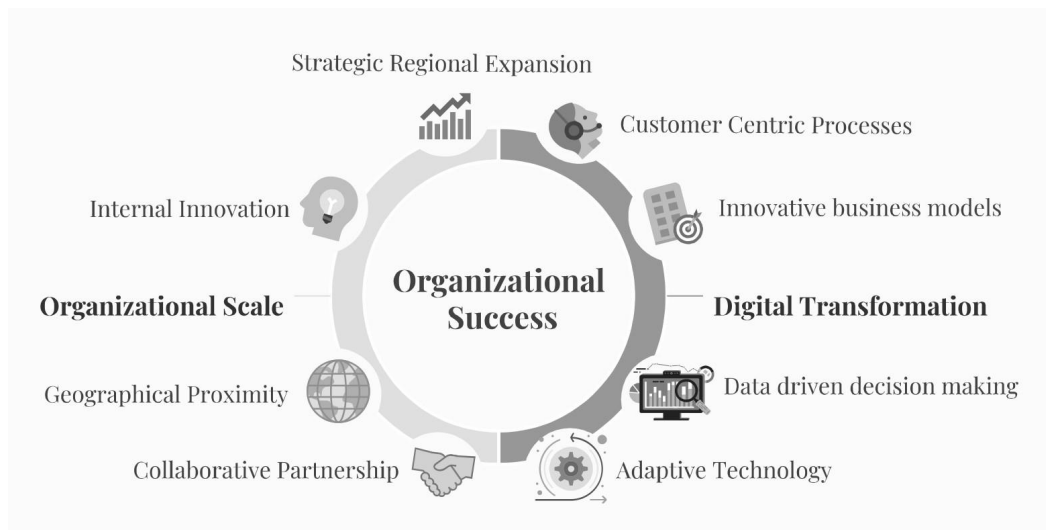 Strategic Regional Expansion
Customer Centric Processes
Internal Innovation
Innovative business models
Organizational
Success
Organizational Scale
Digital Transformation
Geographical Proximity
Data driven decision making
Collaborative Partnership
Adaptive Technology